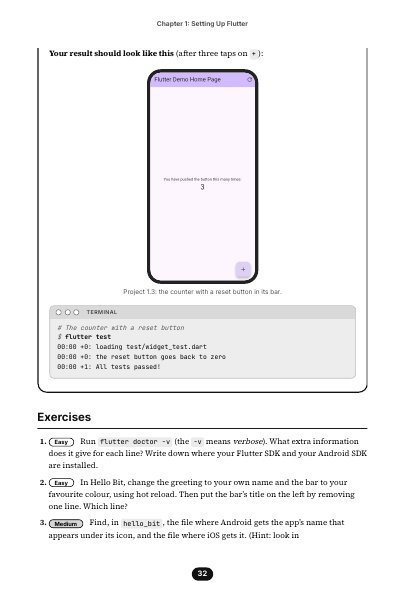 Chapter 1: Setting Up Flutter
Your result should look like this (after three taps on +):
Flutter Demo Home Page
You have pushed the button this many times:
3
+
Project 1.3: the counter with a reset button in its bar.
TERMINAL
# The counter with a reset button
$ flutter test
00:00 +0: loading test/widget_test.dart
00:00 +0: the reset button goes back to zero
00:00 +1: All tests passed!
Exercises
1. Easy Run flutter doctor -v (the -v means verbose). What extra information
does it give for each line? Write down where your Flutter SDK and your Android SDK
are installed.
2. Easy In Hello Bit, change the greeting to your own name and the bar to your
favourite colour, using hot reload. Then put the bar's title on the left by removing
one line. Which line?
3. Medium Find, in hello_bit, the file where Android gets the app's name that
appears under its icon, and the file where iOS gets it. (Hint: look in
32